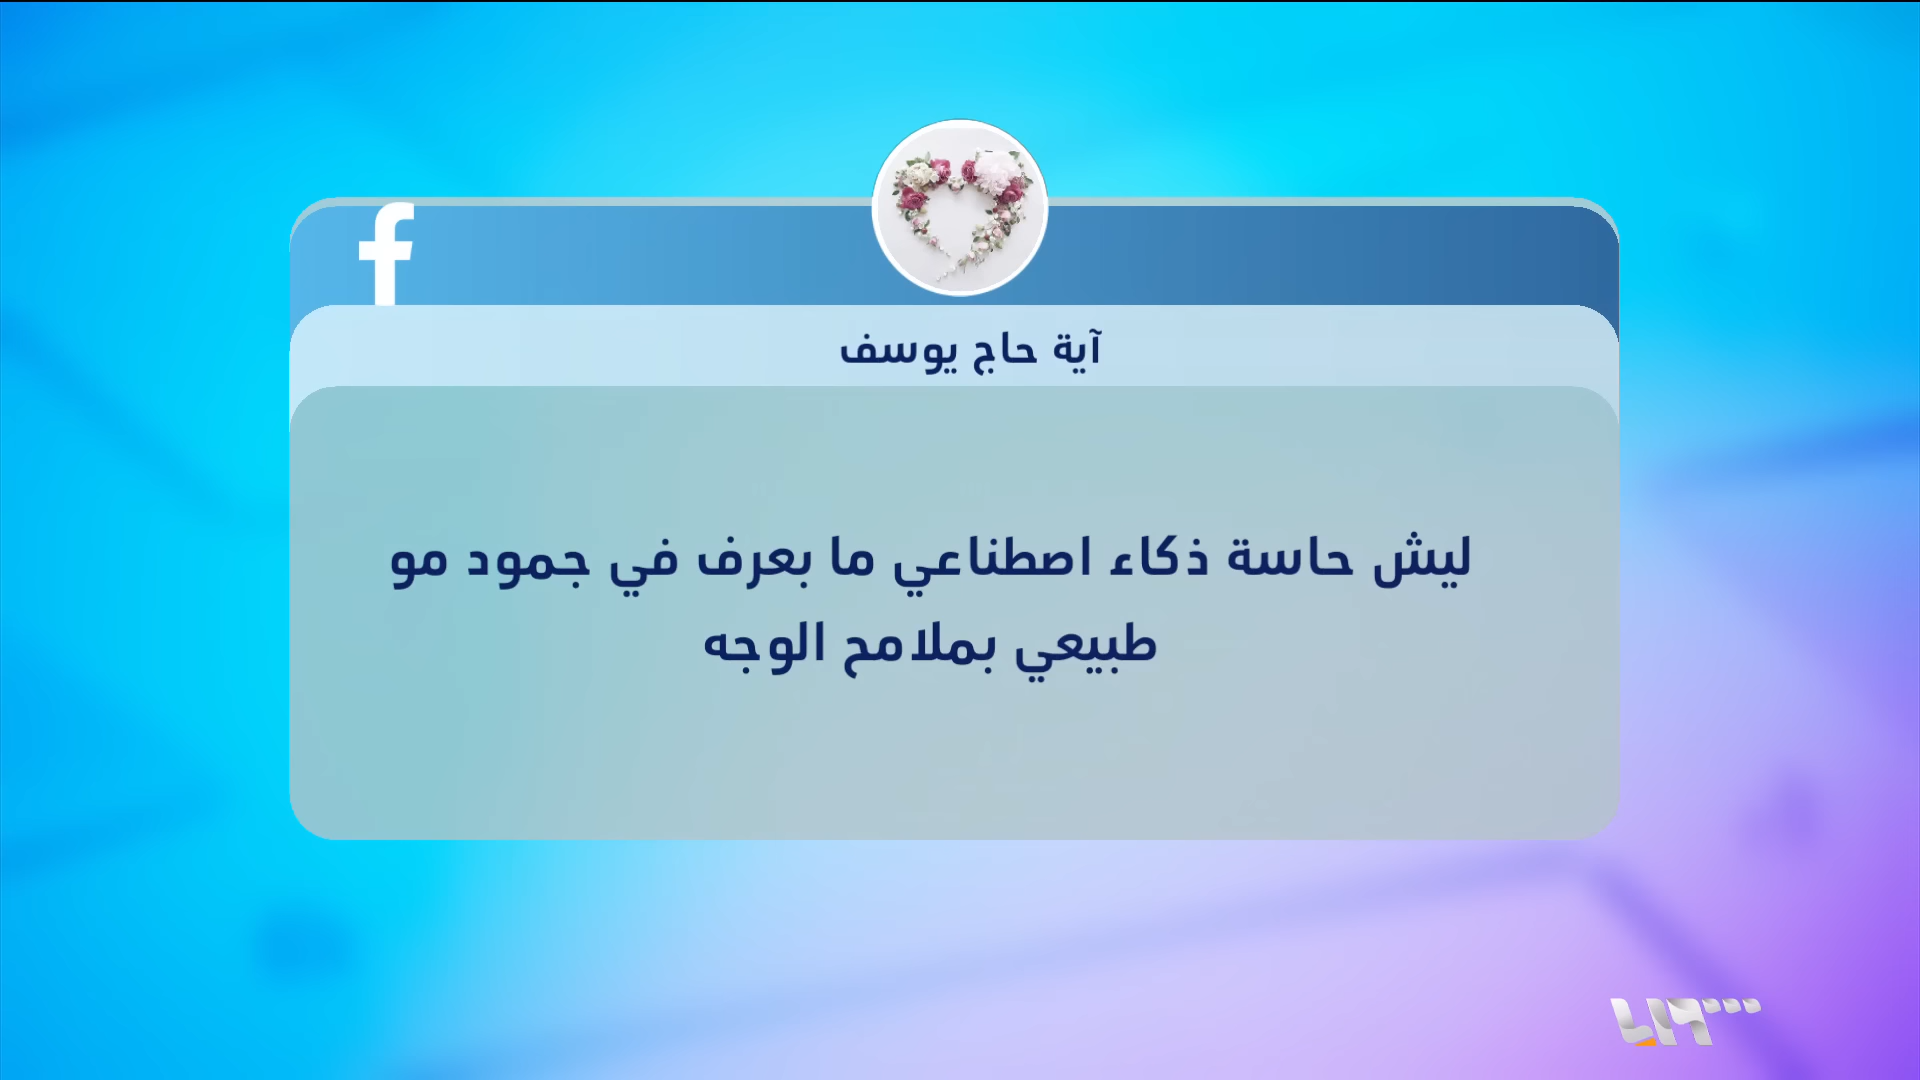 آية حاج يوسف
ليش حاسة ذكاء اصطناعي ما بعرف في جمود مو
طبيعي بملامح الوجه